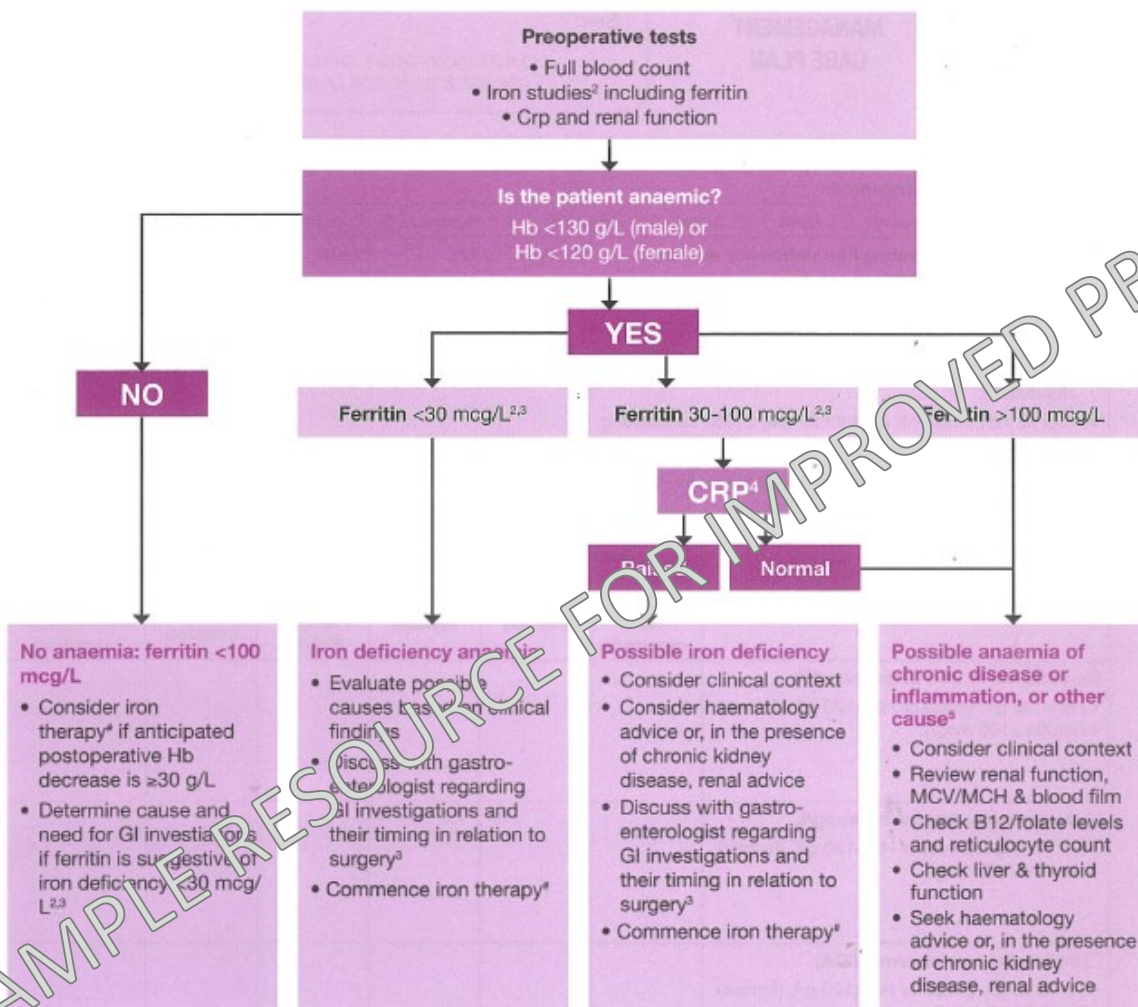 Preoperative tests
• Full blood count
• Iron studies² including ferritin
• Crp and renal function
Is the patient anaemic?
Hb <130 g/L (male) or
Hb <120 g/L (female)
YES
NO
Ferritin <30 mcg/L²,³
Ferritin 30-100 mcg/L²,³
Ferritin >100 mcg/L
CRP⁴
Raised
Normal
No anaemia: ferritin <100
mcg/L
• Consider iron
therapy# if anticipated
postoperative Hb
decrease is ≥30 g/L
• Determine cause and
need for GI investiations
if ferritin is suggestive of
iron deficiency <30 mcg/
L²,³
Iron deficiency anaemia
• Evaluate possible
causes based on clinical
findings
• Discuss with gastro-
enterologist regarding
GI investigations and
their timing in relation to
surgery³
• Commence iron therapy#
Possible iron deficiency
• Consider clinical context
• Consider haematology
advice or, in the presence
of chronic kidney
disease, renal advice
• Discuss with gastro-
enterologist regarding
GI investigations and
their timing in relation to
surgery³
• Commence iron therapy#
Possible anaemia of
chronic disease or
inflammation, or other
cause⁵
• Consider clinical context
• Review renal function,
MCV/MCH & blood film
• Check B12/folate levels
and reticulocyte count
• Check liver & thyroid
function
• Seek haematology
advice or, in the presence
of chronic kidney
disease, renal advice
AMPLE RESOURCE FOR IMPROVED PR